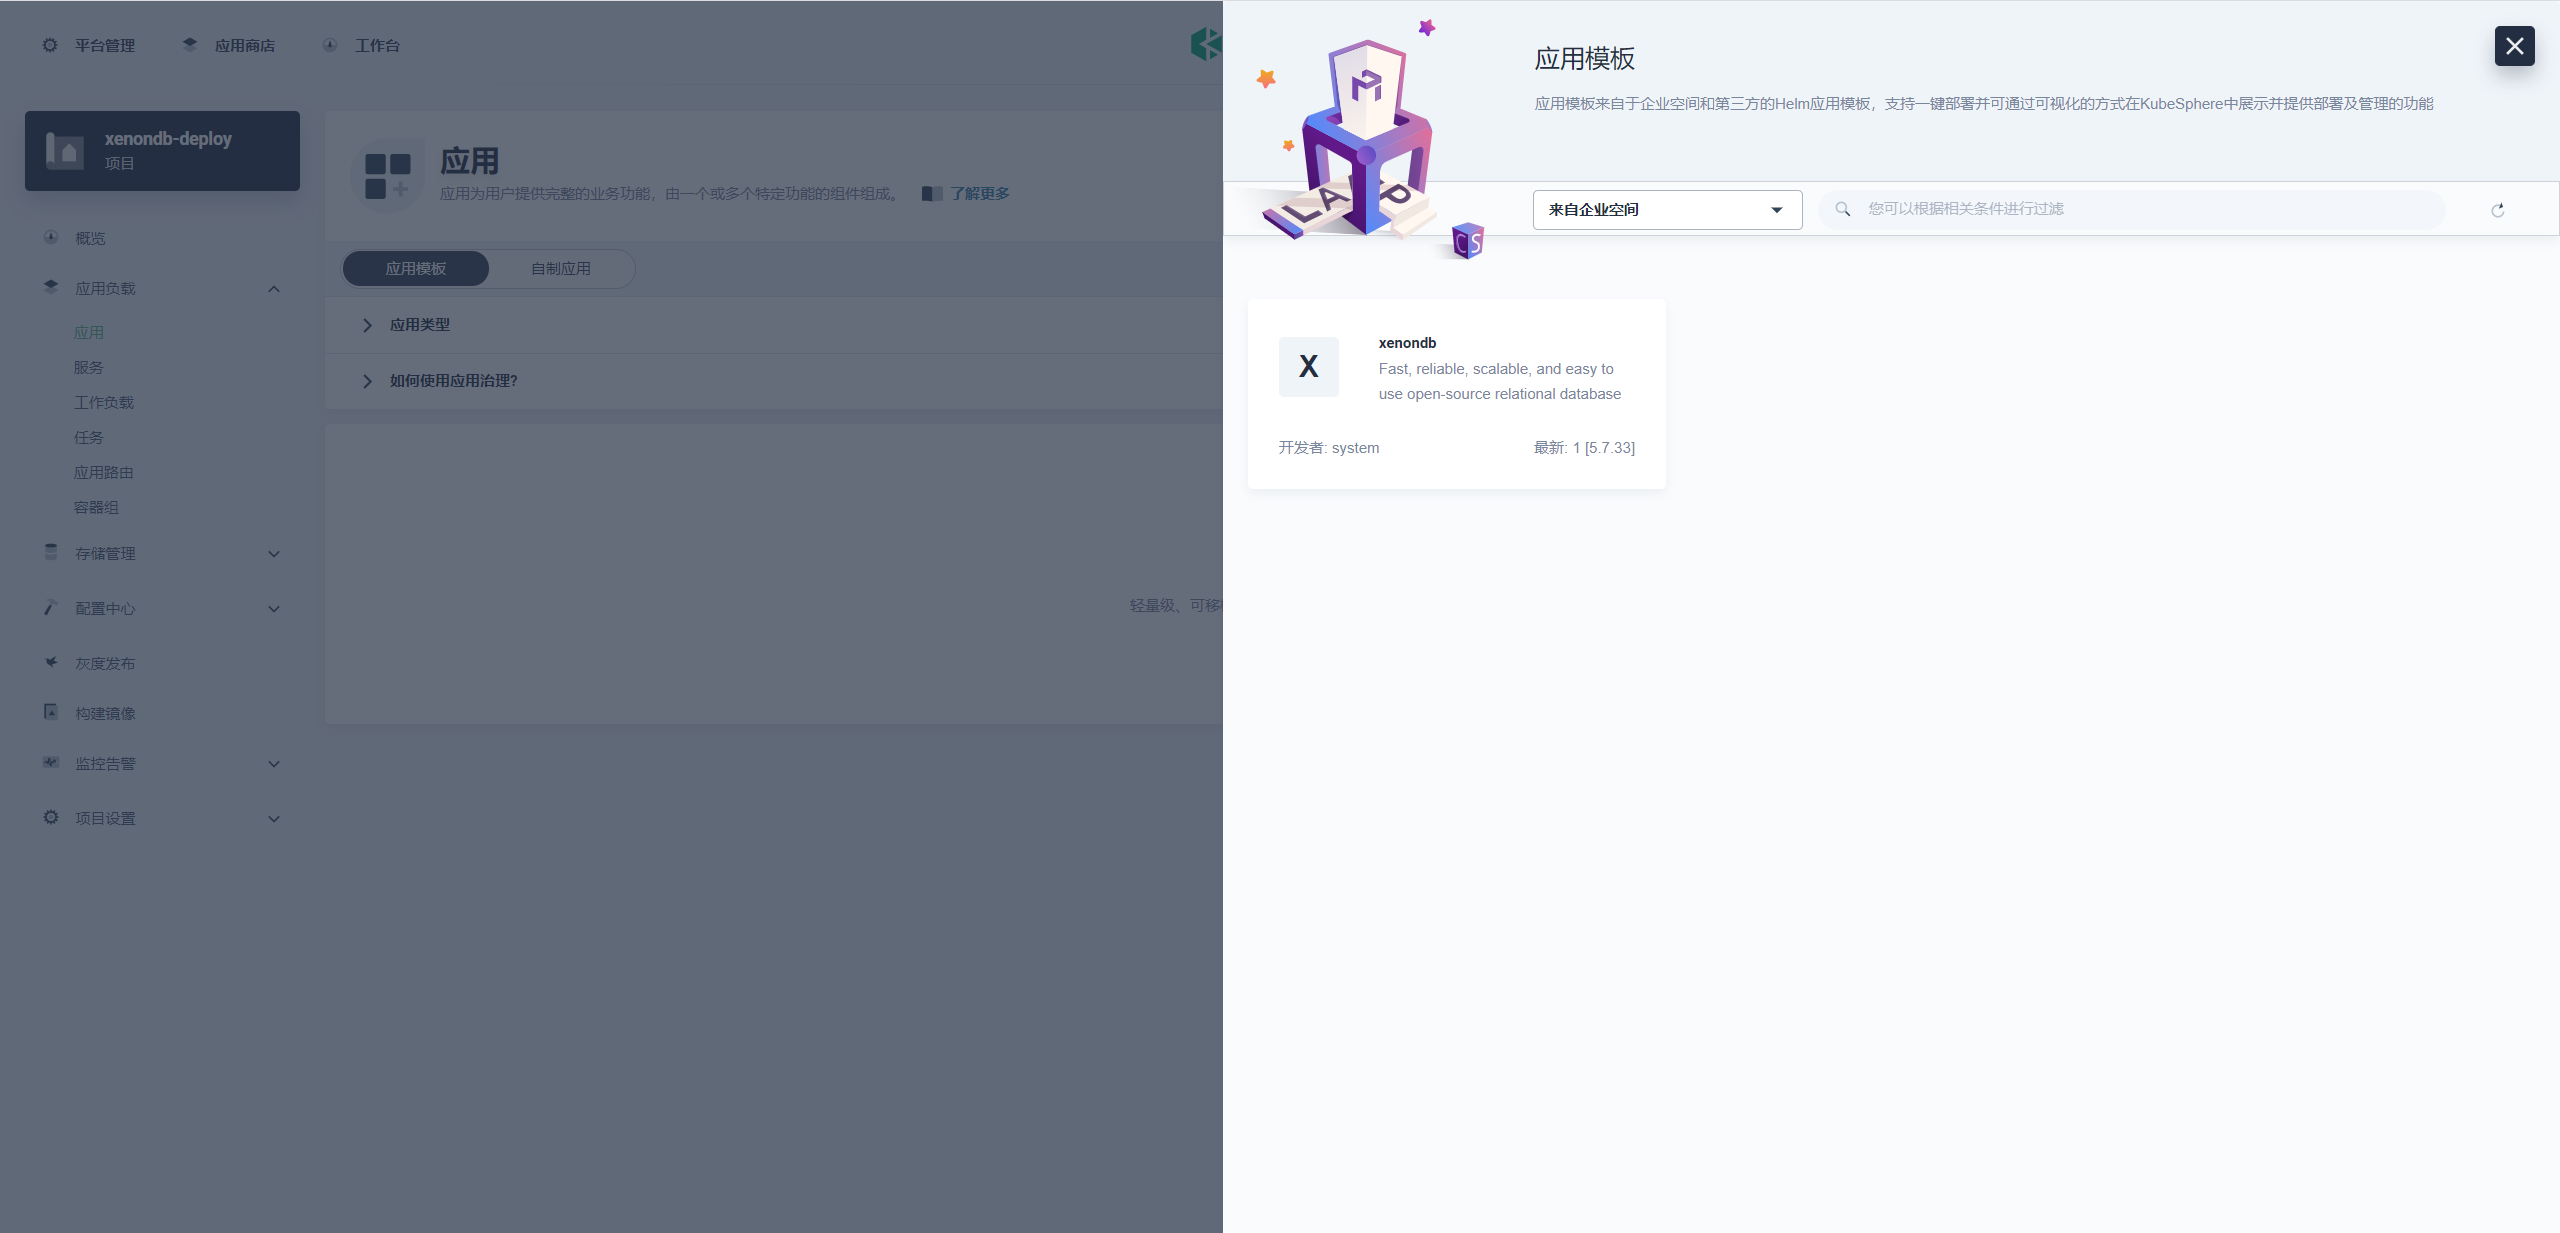 平台管理
应用商店
工作台
xenondb-deploy
项目
概览
应用负载
应用
服务
工作负载
任务
应用路由
容器组
存储管理
配置中心
灰度发布
构建镜像
监控告警
项目设置
应用
应用为用户提供完整的业务功能，由一个或多个特定功能的组件组成。
了解更多
应用模板
自制应用
应用类型
如何使用应用治理?
轻量级、可移
应用模板
应用模板来自于企业空间和第三方的Helm应用模板，支持一键部署并可通过可视化的方式在KubeSphere中展示并提供部署及管理的功能
来自企业空间
您可以根据相关条件进行过滤
X
xenondb
Fast, reliable, scalable, and easy to
use open-source relational database
开发者: system
最新: 1 [5.7.33]